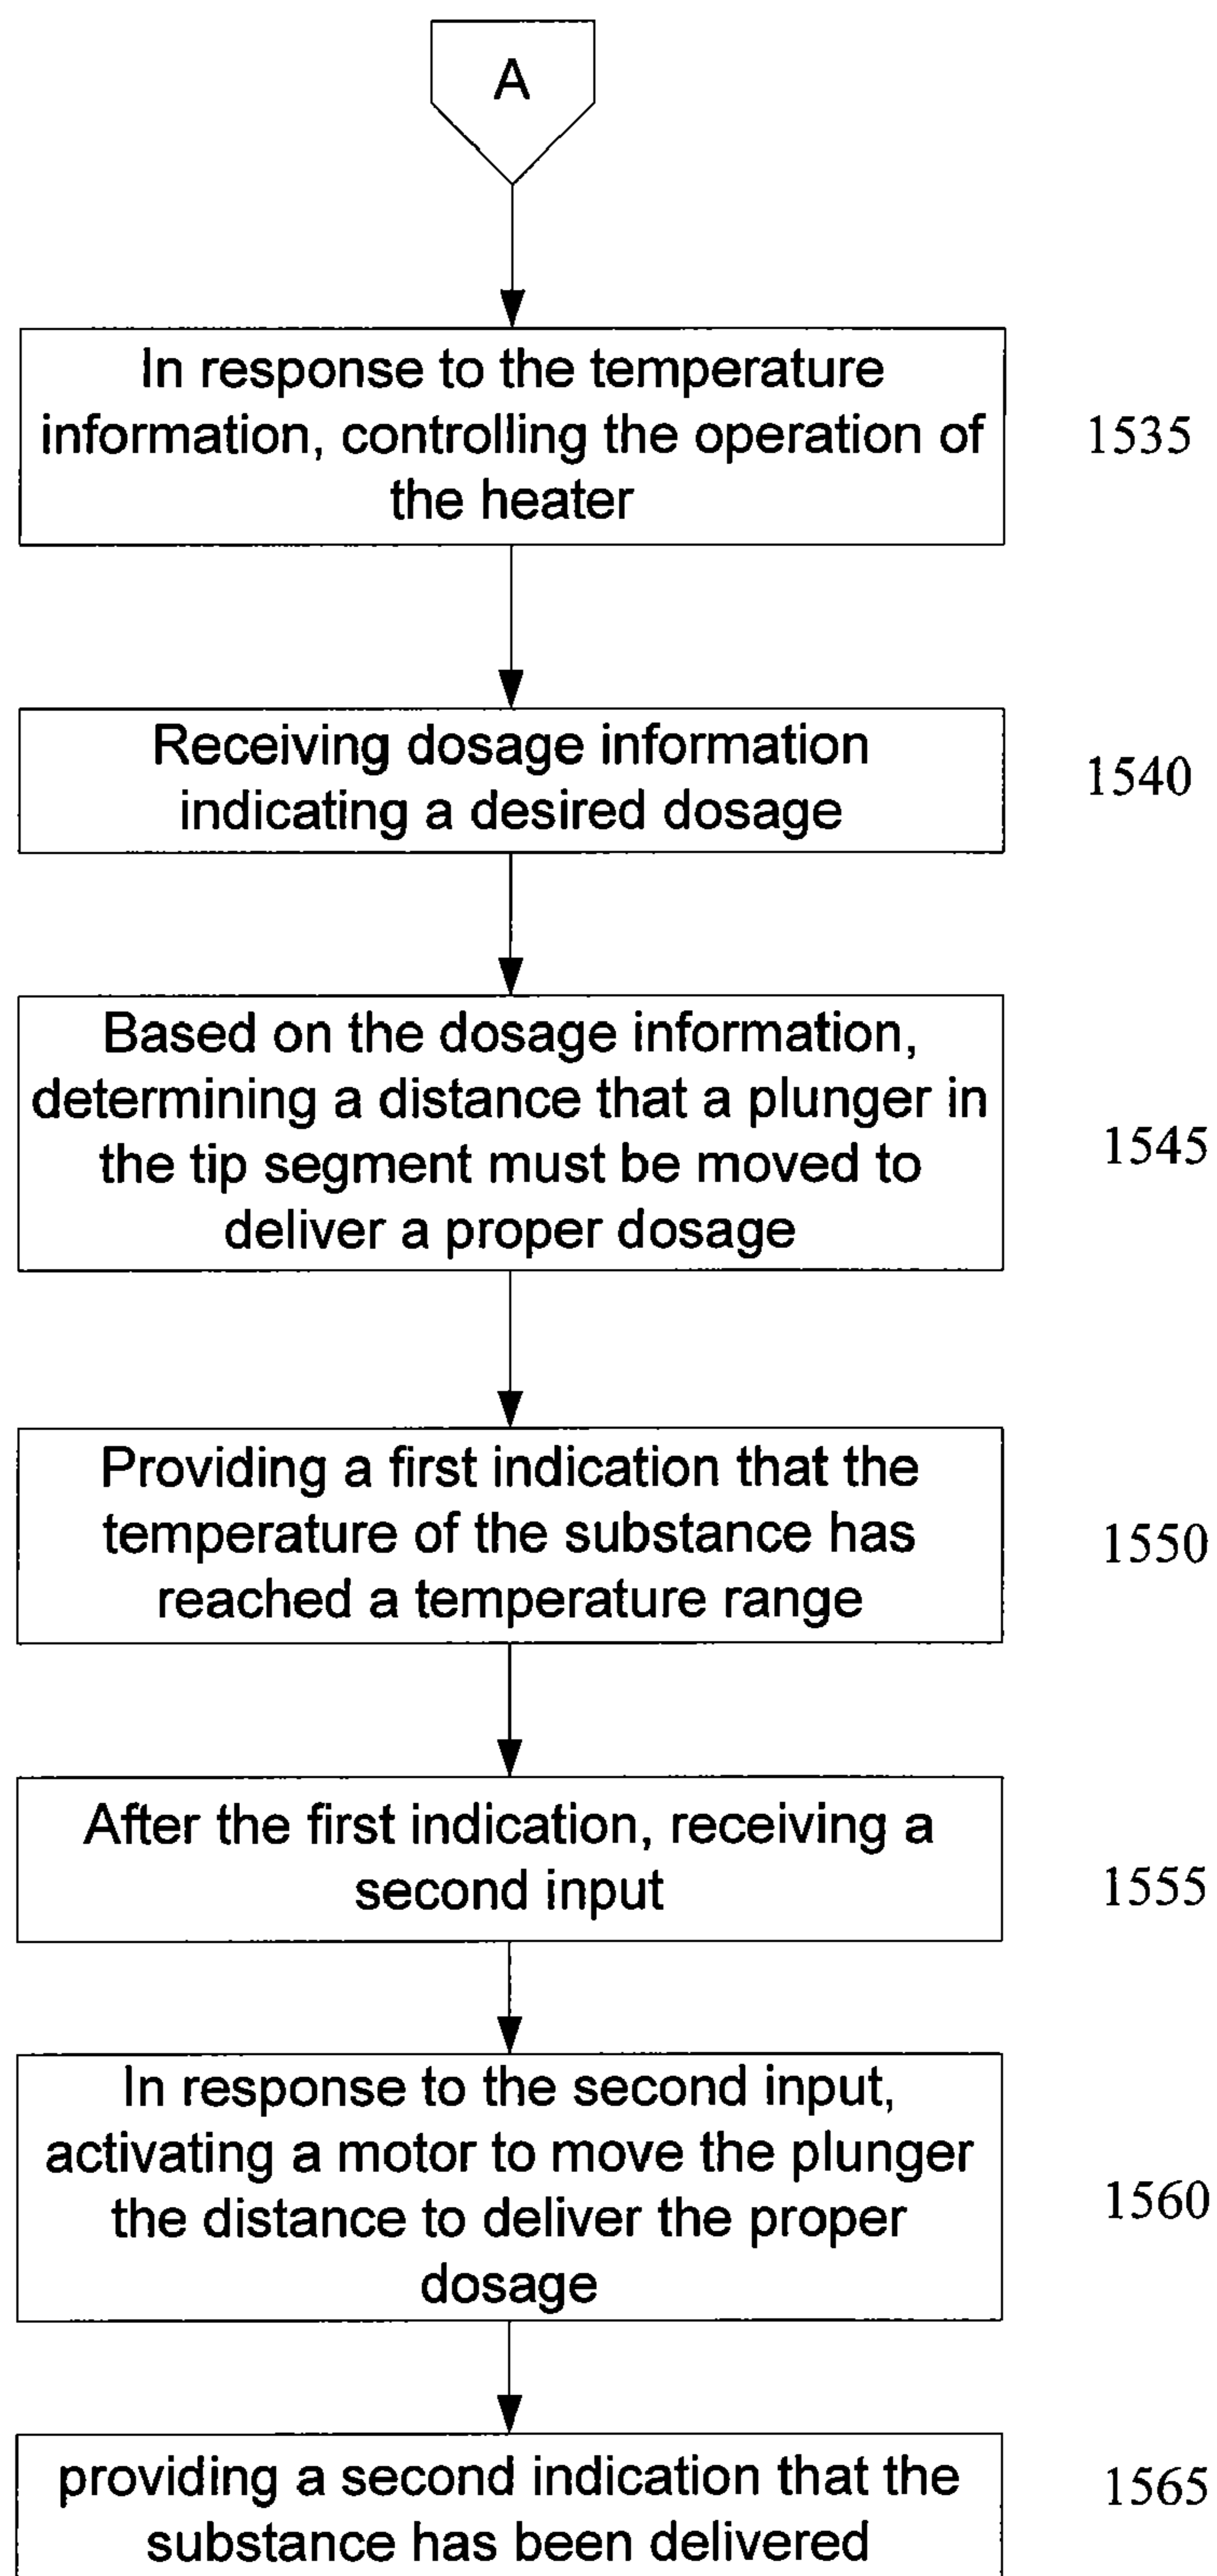 A
In response to the temperature
information, controlling the operation of
the heater
1535
Receiving dosage information
indicating a desired dosage
1540
Based on the dosage information,
determining a distance that a plunger in
the tip segment must be moved to
deliver a proper dosage
1545
Providing a first indication that the
temperature of the substance has
reached a temperature range
1550
After the first indication, receiving a
second input
1555
In response to the second input,
activating a motor to move the plunger
the distance to deliver the proper
dosage
1560
providing a second indication that the
substance has been delivered
1565